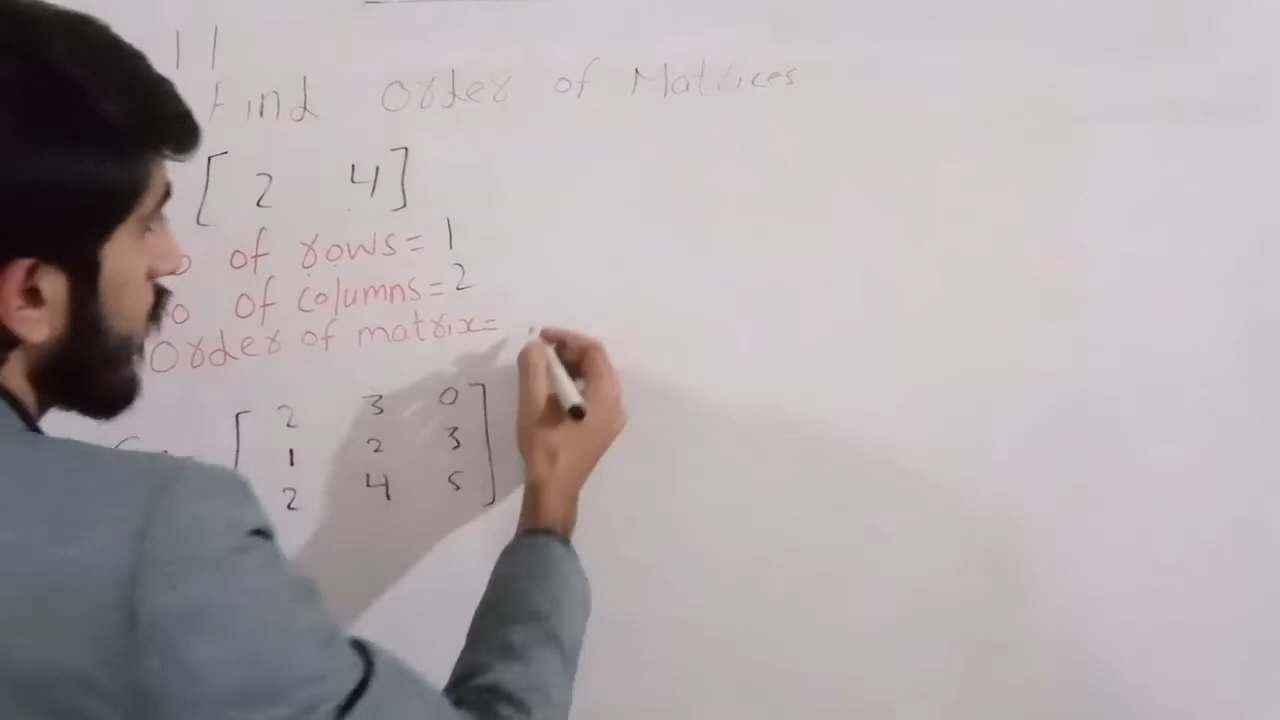 11
Find Order of Matrices
[ 2 4 ]
of rows = 1
of columns = 2
Order of matrix =
[ 2 3 0
1 2 3
2 4 5 ]